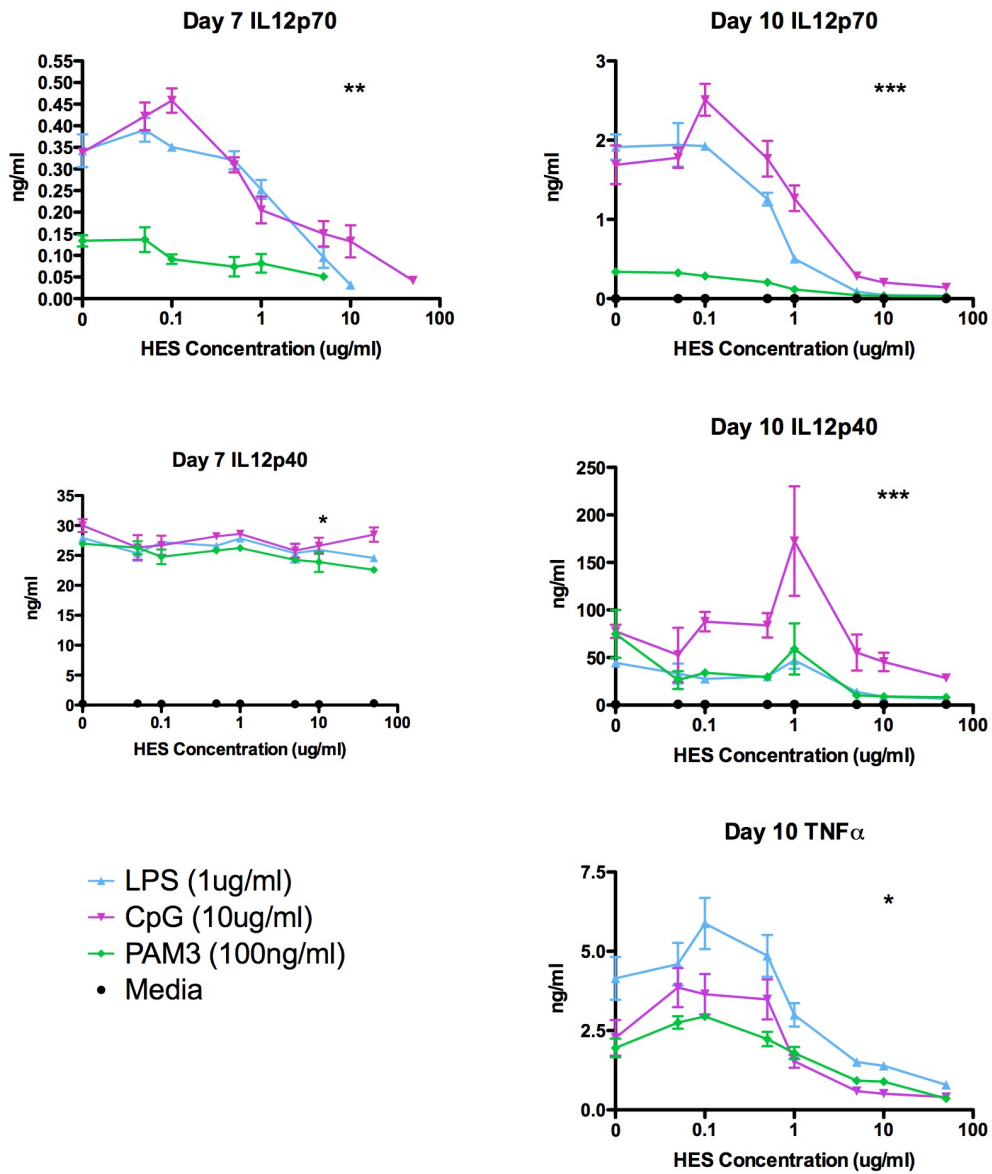 Day 7 IL12p70
**
0.55
0.50
0.45
0.40
0.35
0.30
0.25
0.20
0.15
0.10
0.05
0.00
ng/ml
0 0.1 1 10 100
HES Concentration (ug/ml)
Day 10 IL12p70
***
3
2
1
0
ng/ml
0 0.1 1 10 100
HES Concentration (ug/ml)
Day 7 IL12p40
*
35
30
25
20
15
10
5
0
ng/ml
0 0.1 1 10 100
HES Concentration (ug/ml)
Day 10 IL12p40
***
250
200
150
100
50
0
ng/ml
0 0.1 1 10 100
HES Concentration (ug/ml)
LPS (1ug/ml)
CpG (10ug/ml)
PAM3 (100ng/ml)
Media
Day 10 TNFα
*
7.5
5.0
2.5
0.0
ng/ml
0 0.1 1 10 100
HES Concentration (ug/ml)